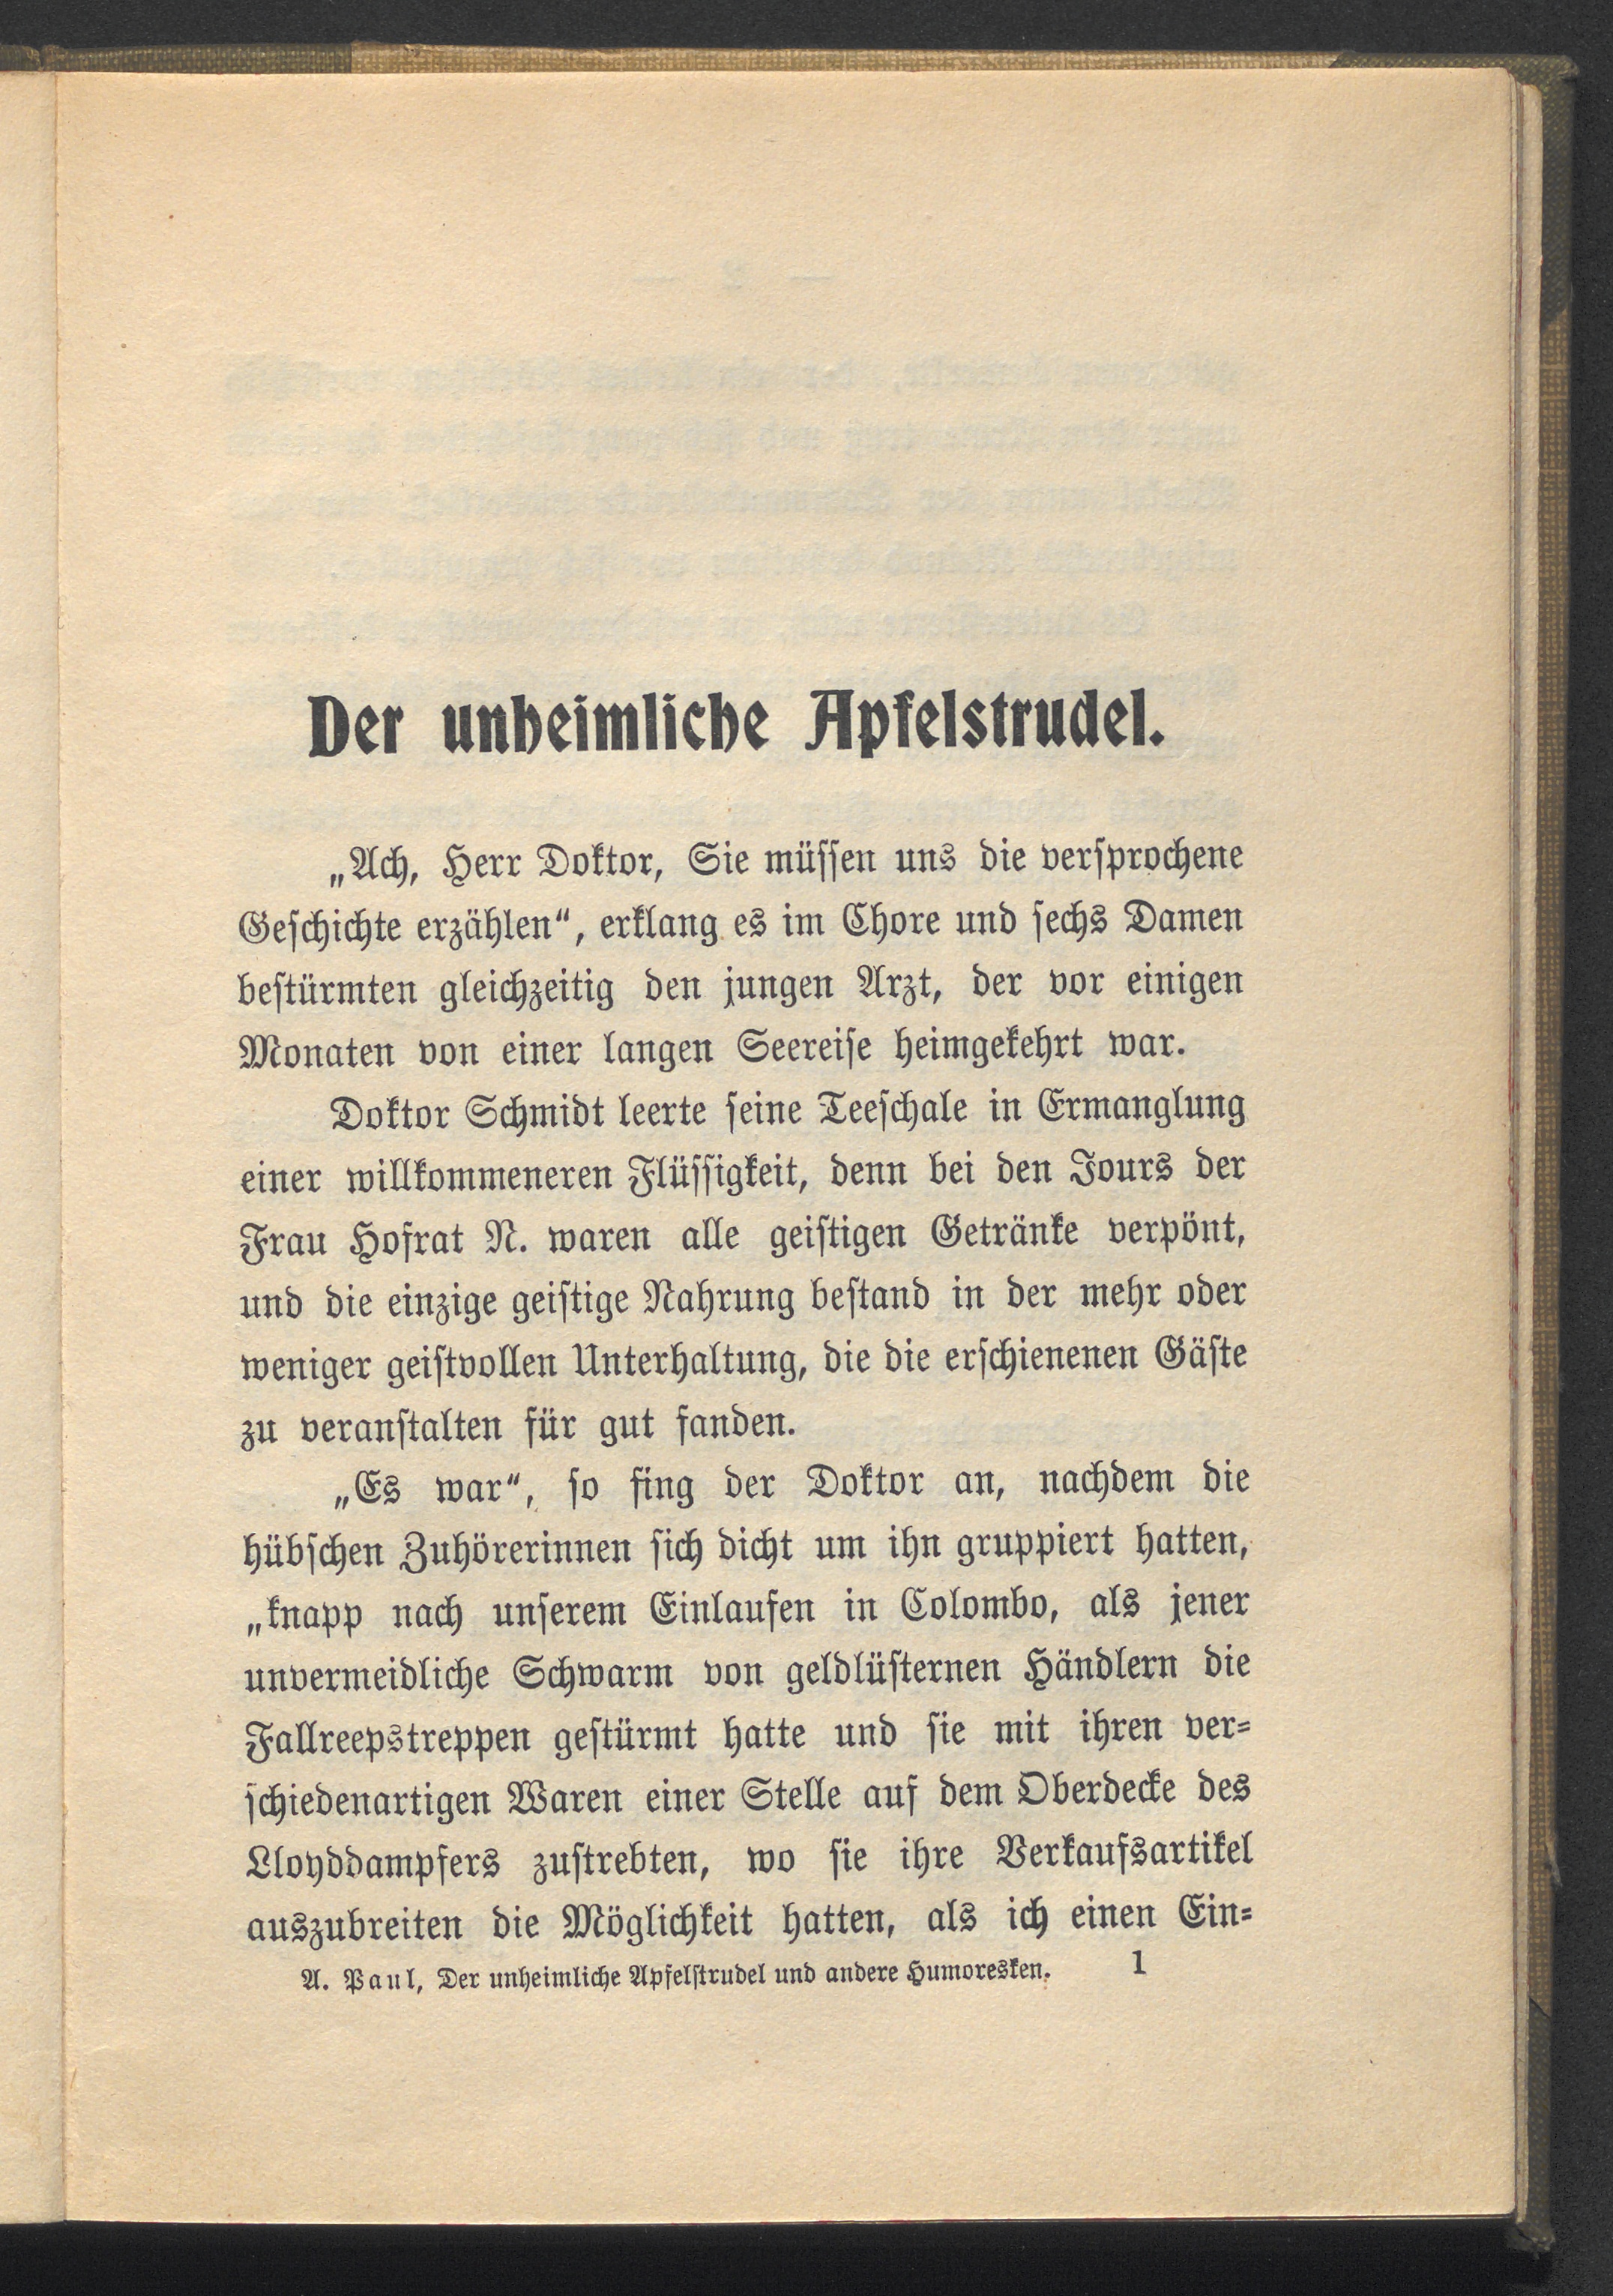 Der unheimliche Apfelstrudel.
„Ach, Herr Doktor, Sie müssen uns die versprochene
Geschichte erzählen“, erklang es im Chore und sechs Damen
bestürmten gleichzeitig den jungen Arzt, der vor einigen
Monaten von einer langen Seereise heimgekehrt war.
Doktor Schmidt leerte seine Teeschale in Ermanglung
einer willkommeneren Flüssigkeit, denn bei den Jours der
Frau Hofrat N. waren alle geistigen Getränke verpönt,
und die einzige geistige Nahrung bestand in der mehr oder
weniger geistvollen Unterhaltung, die die erschienenen Gäste
zu veranstalten für gut fanden.
„Es war“, so fing der Doktor an, nachdem die
hübschen Zuhörerinnen sich dicht um ihn gruppiert hatten,
„knapp nach unserem Einlaufen in Colombo, als jener
unvermeidliche Schwarm von geldlüsternen Händlern die
Fallreepstreppen gestürmt hatte und sie mit ihren ver-
schiedenartigen Waren einer Stelle auf dem Oberdecke des
Lloyddampfers zustrebten, wo sie ihre Verkaufsartikel
auszubreiten die Möglichkeit hatten, als ich einen Ein-
A. Paul, Der unheimliche Apfelstrudel und andere Humoresken. 1